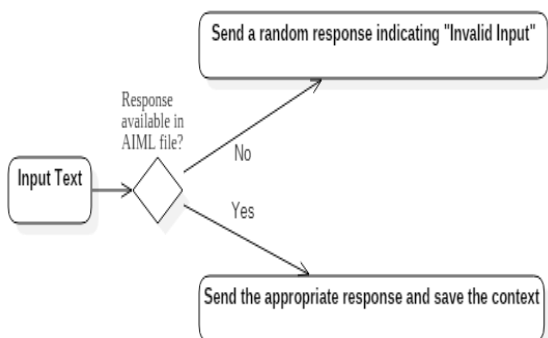 Send a random response indicating "Invalid Input"
Response
available in
AIML file?
No
Input Text
Yes
Send the appropriate response and save the context